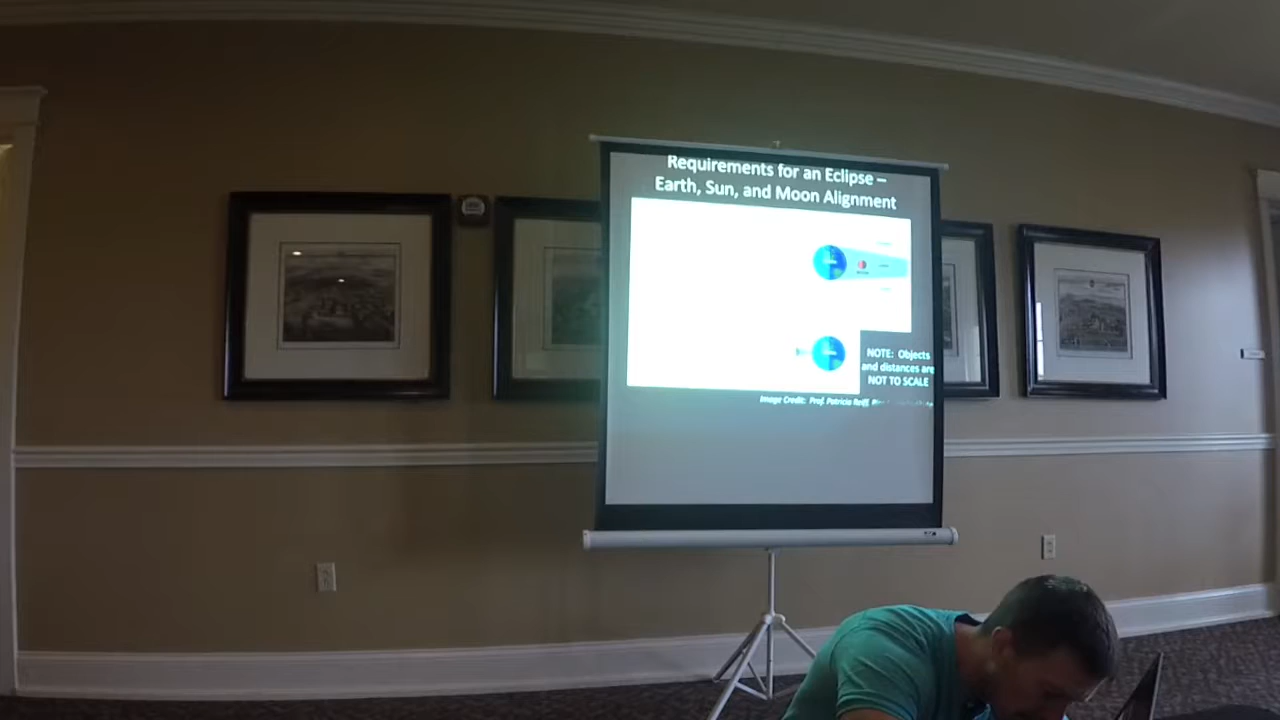 Requirements for an Eclipse –
Earth, Sun, and Moon Alignment
NOTE: Objects
and distances are
NOT TO SCALE
Image Credit: Prof. Patricia Reiff,